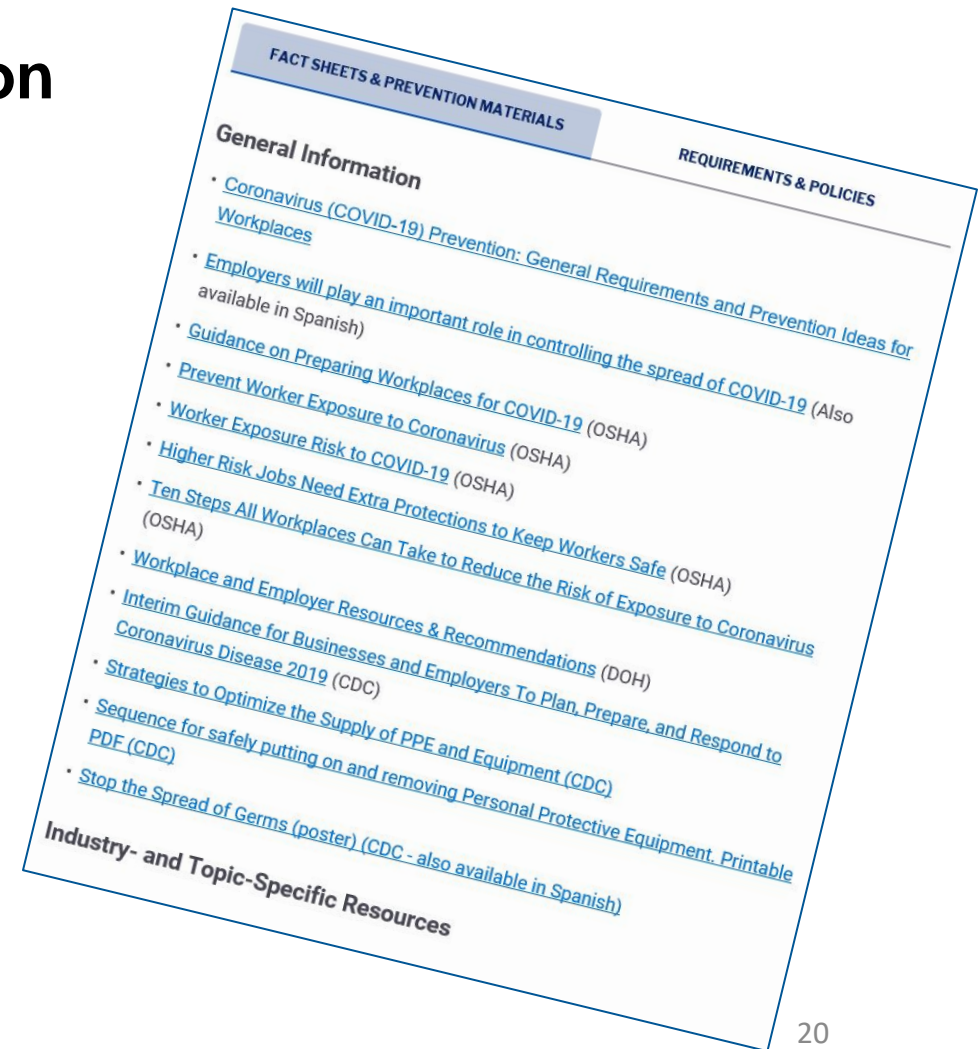 on
FACT SHEETS & PREVENTION MATERIALS
REQUIREMENTS & POLICIES
General Information
• Coronavirus (COVID-19) Prevention: General Requirements and Prevention Ideas for
Workplaces
• Employers will play an important role in controlling the spread of COVID-19 (Also
available in Spanish)
• Guidance on Preparing Workplaces for COVID-19 (OSHA)
• Prevent Worker Exposure to Coronavirus (OSHA)
• Worker Exposure Risk to COVID-19 (OSHA)
• Higher Risk Jobs Need Extra Protections to Keep Workers Safe (OSHA)
• Ten Steps All Workplaces Can Take to Reduce the Risk of Exposure to Coronavirus
(OSHA)
• Workplace and Employer Resources & Recommendations (DOH)
• Interim Guidance for Businesses and Employers To Plan, Prepare, and Respond to
Coronavirus Disease 2019 (CDC)
• Strategies to Optimize the Supply of PPE and Equipment (CDC)
• Sequence for safely putting on and removing Personal Protective Equipment. Printable
PDF (CDC)
• Stop the Spread of Germs (poster) (CDC - also available in Spanish)
Industry- and Topic-Specific Resources
20